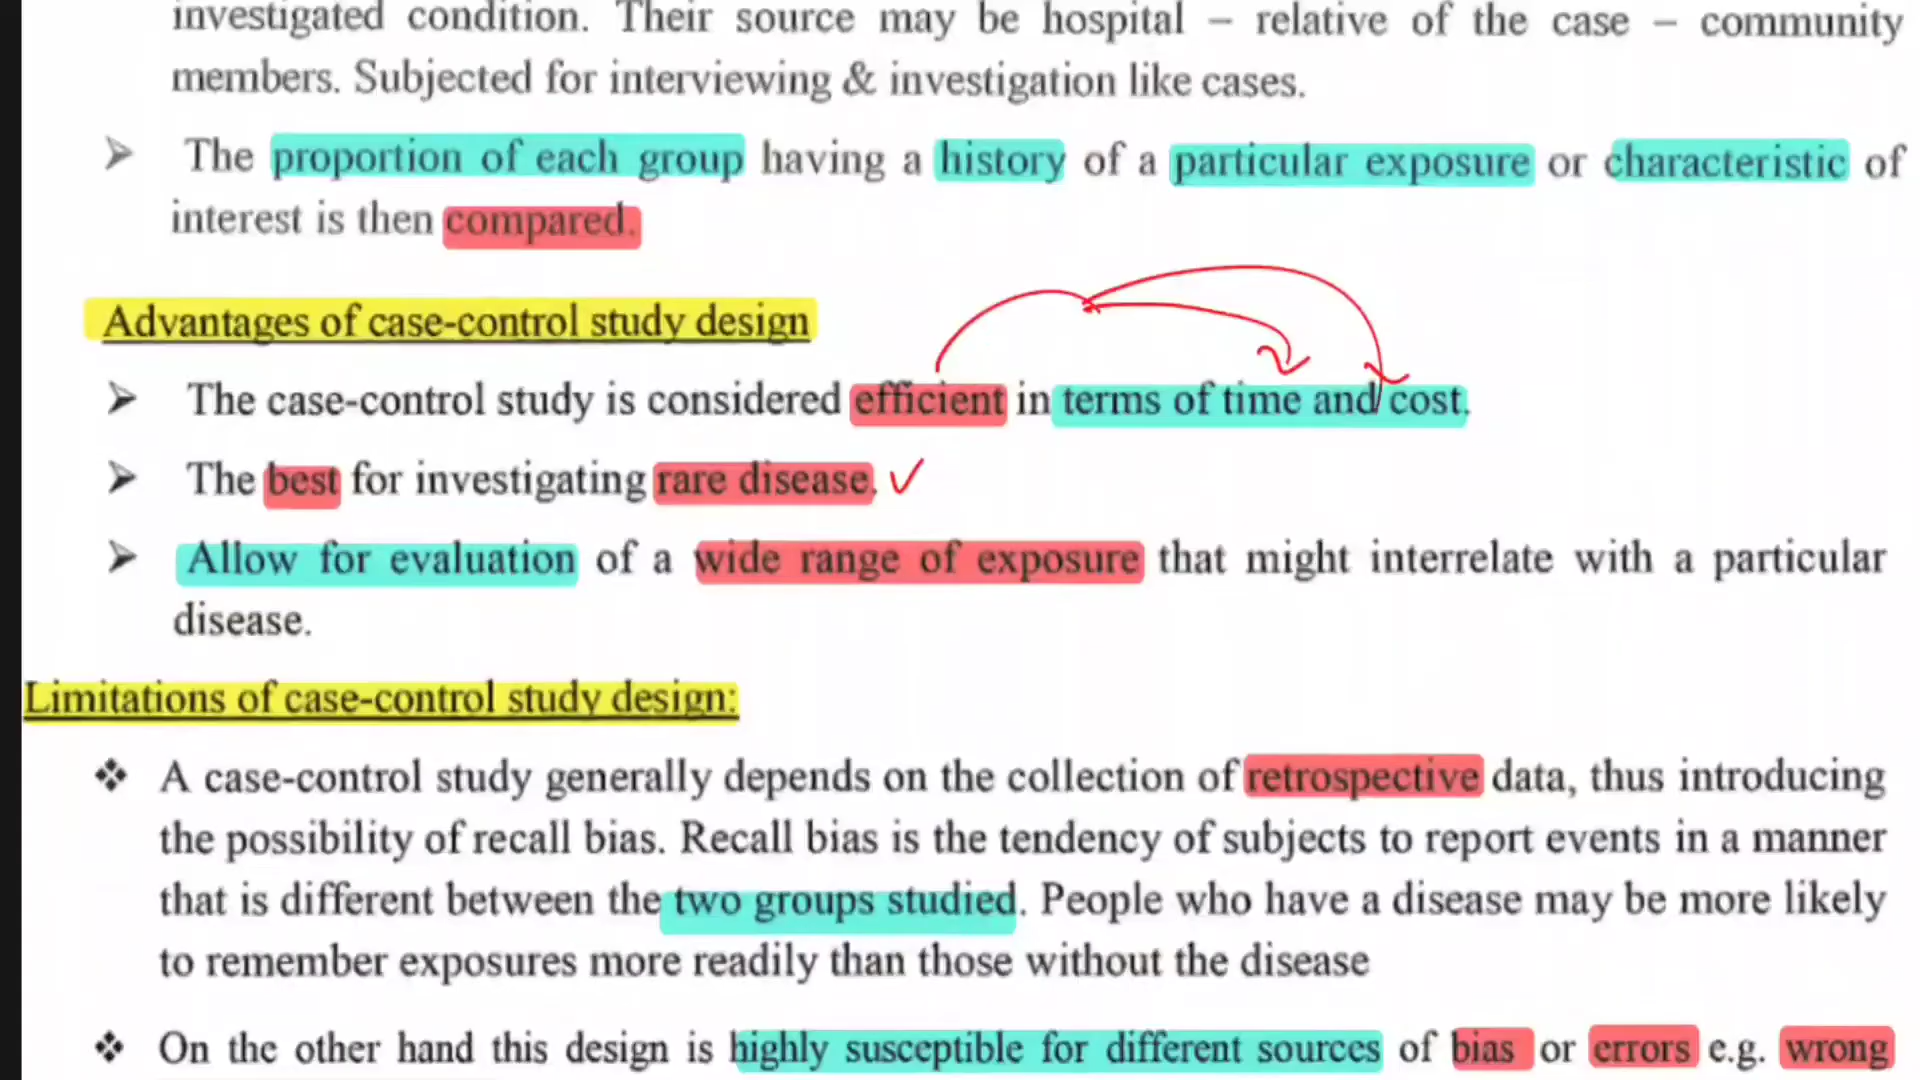 investigated condition. Their source may be hospital – relative of the case – community
members. Subjected for interviewing & investigation like cases.
➢ The proportion of each group having a history of a particular exposure or characteristic of
interest is then compared.
Advantages of case-control study design
➢ The case-control study is considered efficient in terms of time and cost.
➢ The best for investigating rare disease.
➢ Allow for evaluation of a wide range of exposure that might interrelate with a particular
disease.
Limitations of case-control study design:
❖ A case-control study generally depends on the collection of retrospective data, thus introducing
the possibility of recall bias. Recall bias is the tendency of subjects to report events in a manner
that is different between the two groups studied. People who have a disease may be more likely
to remember exposures more readily than those without the disease
❖ On the other hand this design is highly susceptible for different sources of bias or errors e.g. wrong